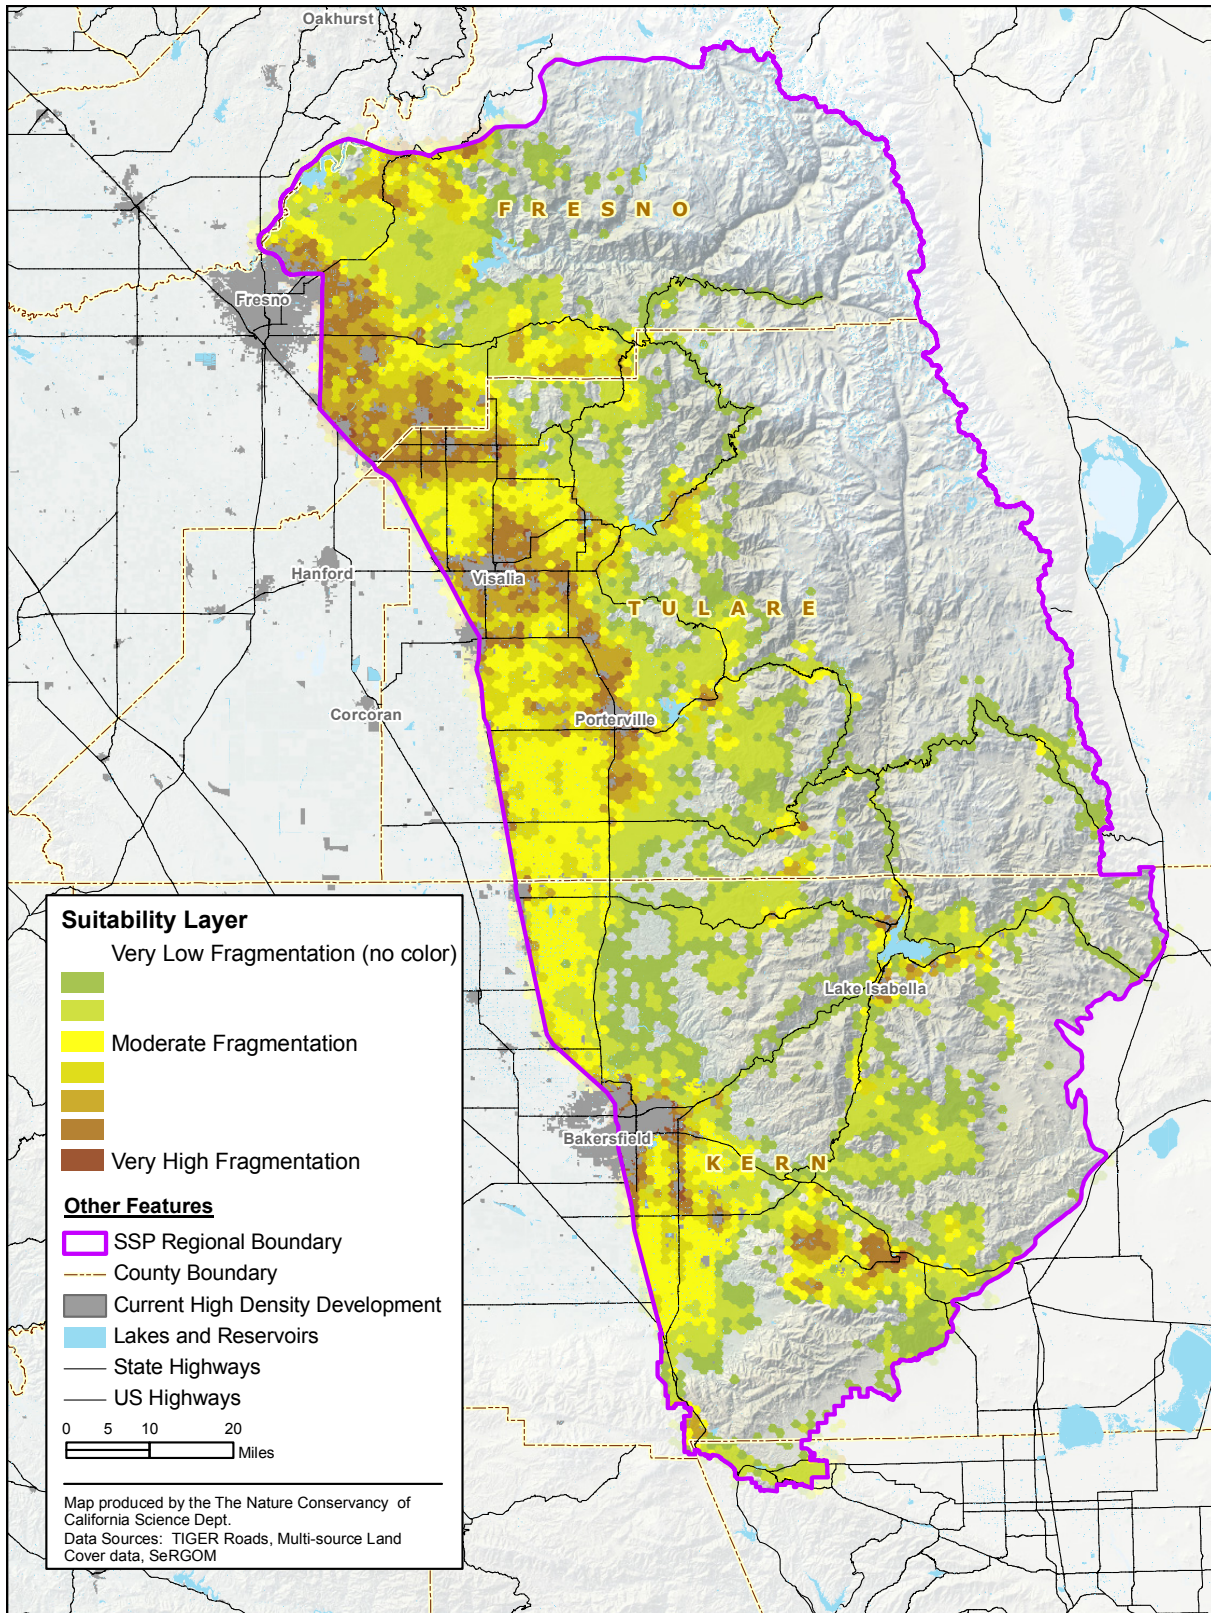 Oakhurst
F R E S N O
Fresno
Hanford
Visalia
T U L A R E
Corcoran
Porterville
Lake Isabella
Bakersfield
K E R N
Suitability Layer
Very Low Fragmentation (no color)
Moderate Fragmentation
Very High Fragmentation
Other Features
SSP Regional Boundary
County Boundary
Current High Density Development
Lakes and Reservoirs
State Highways
US Highways
0 5 10 20
Miles
Map produced by the The Nature Conservancy of
California Science Dept.
Data Sources: TIGER Roads, Multi-source Land
Cover data, SeRGOM